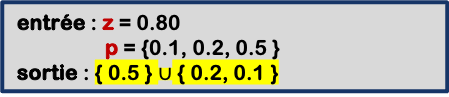 entrée : z = 0.80
p = {0.1, 0.2, 0.5 }
sortie : { 0.5 } ∪ { 0.2, 0.1 }